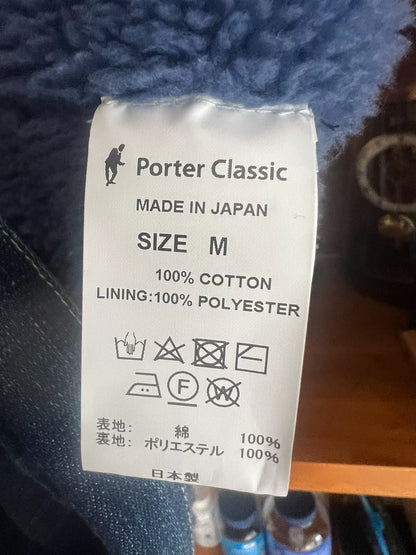 Porter Classic
MADE IN JAPAN
SIZE M
100% COTTON
LINING:100% POLYESTER
F W
表地: 綿 100%
裏地: ポリエステル 100%
日本製